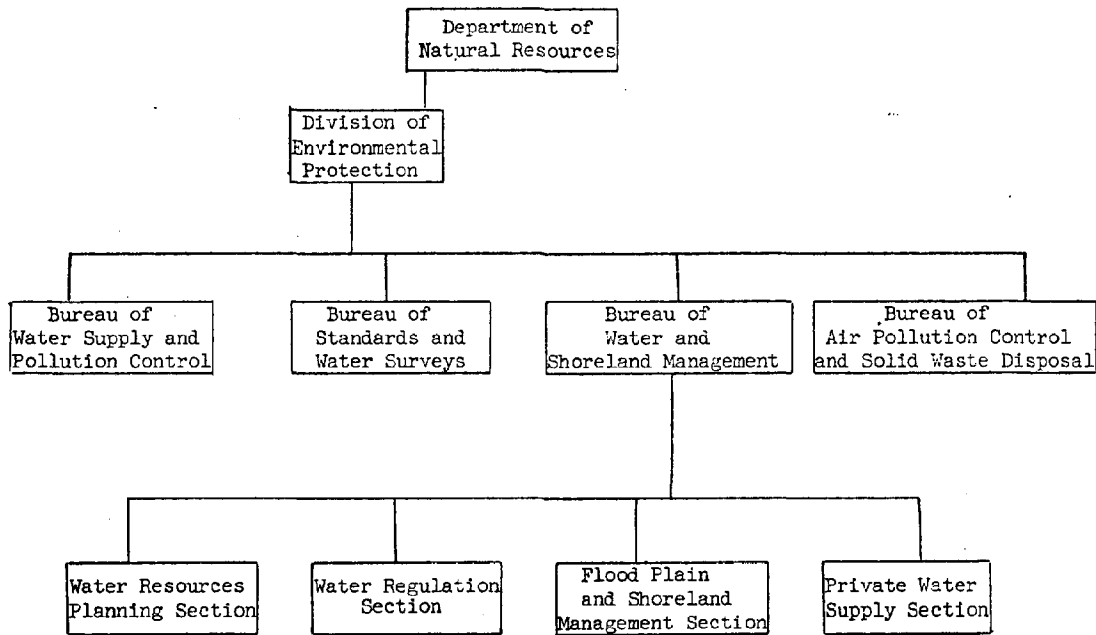 Department of
Natural Resources
Division of
Environmental
Protection
Bureau of
Water Supply and
Pollution Control
Bureau of
Standards and
Water Surveys
Bureau of
Water and
Shoreland Management
Bureau of
Air Pollution Control
and Solid Waste Disposal
Water Resources
Planning Section
Water Regulation
Section
Flood Plain
and Shoreland
Management Section
Private Water
Supply Section